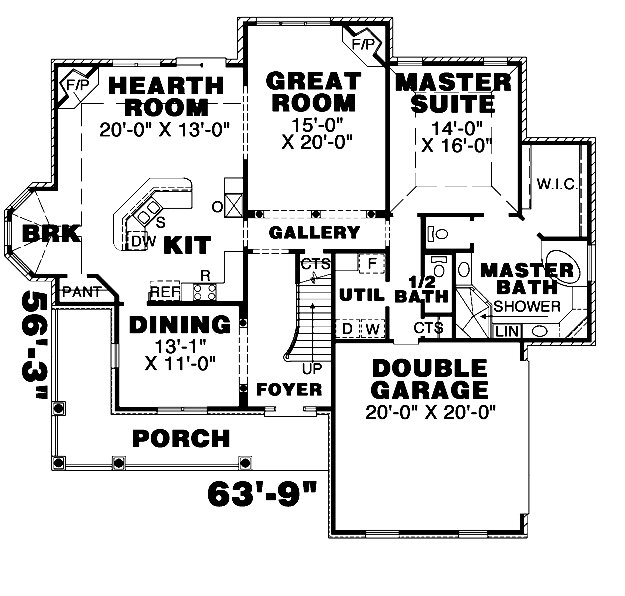 F/P
HEARTH
ROOM
20'-0" X 13'-0"
GREAT
ROOM
15'-0"
X 20'-0"
F/P
MASTER
SUITE
14'-0"
X 16'-0"
W.I.C.
BRK
S
DW
KIT
O
GALLERY
PANT
REF
R
CTS
F
UTIL
D
W
1/2
BATH
CTS
MASTER
BATH
SHOWER
LIN
DINING
13'-1"
X 11'-0"
UP
FOYER
DOUBLE
GARAGE
20'-0" X 20'-0"
PORCH
56'-3"
63'-9"